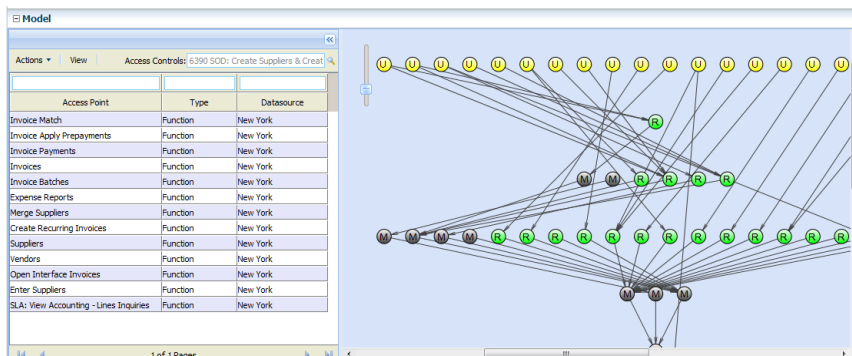 Model
Actions View Access Controls: 6390 SOD: Create Suppliers & Creat
Access Point Type Datasource
Invoice Match Function New York
Invoice Apply Prepayments Function New York
Invoice Payments Function New York
Invoices Function New York
Invoice Batches Function New York
Expense Reports Function New York
Merge Suppliers Function New York
Create Recurring Invoices Function New York
Suppliers Function New York
Vendors Function New York
Open Interface Invoices Function New York
Enter Suppliers Function New York
SLA: View Accounting - Lines Inquiries Function New York
1 of 1 Pages
U U U U U U U U U U U U U U U U U
R
M M R R R R
M M M M R R R R R R R R R R R R R
M M M